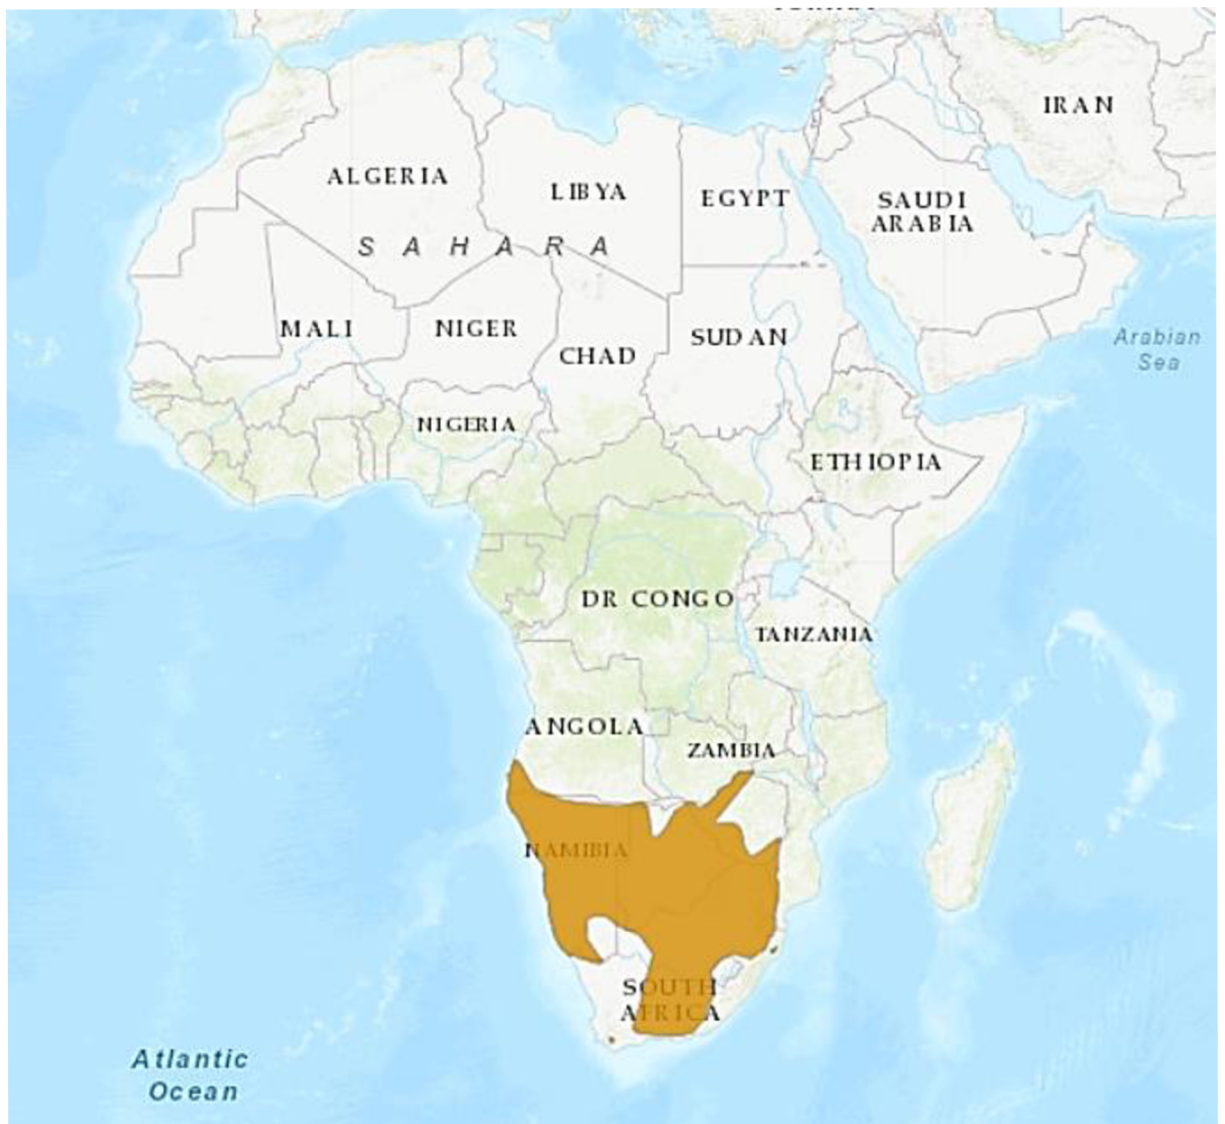 IRAN
ALGERIA
LIBYA
EGYPT
SAUDI
ARABIA
SAHARA
MALI
NIGER
CHAD
SUDAN
Arabian
Sea
NIGERIA
ETHIOPIA
DR CONGO
TANZANIA
ANGOLA
ZAMBIA
NAMIBIA
SOUTH
AFRICA
Atlantic
Ocean